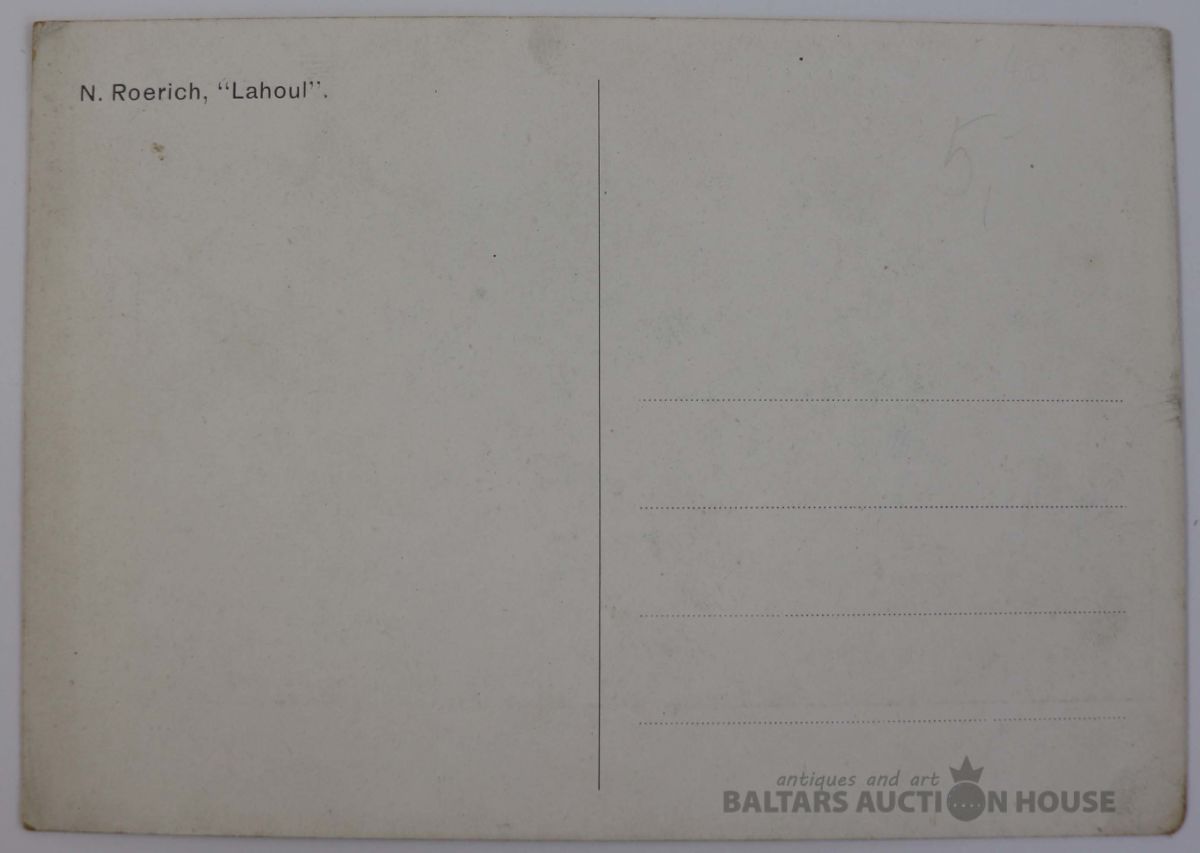 N. Roerich, “Lahoul”.
5,-
antiques and art
BALTARS AUCTION HOUSE